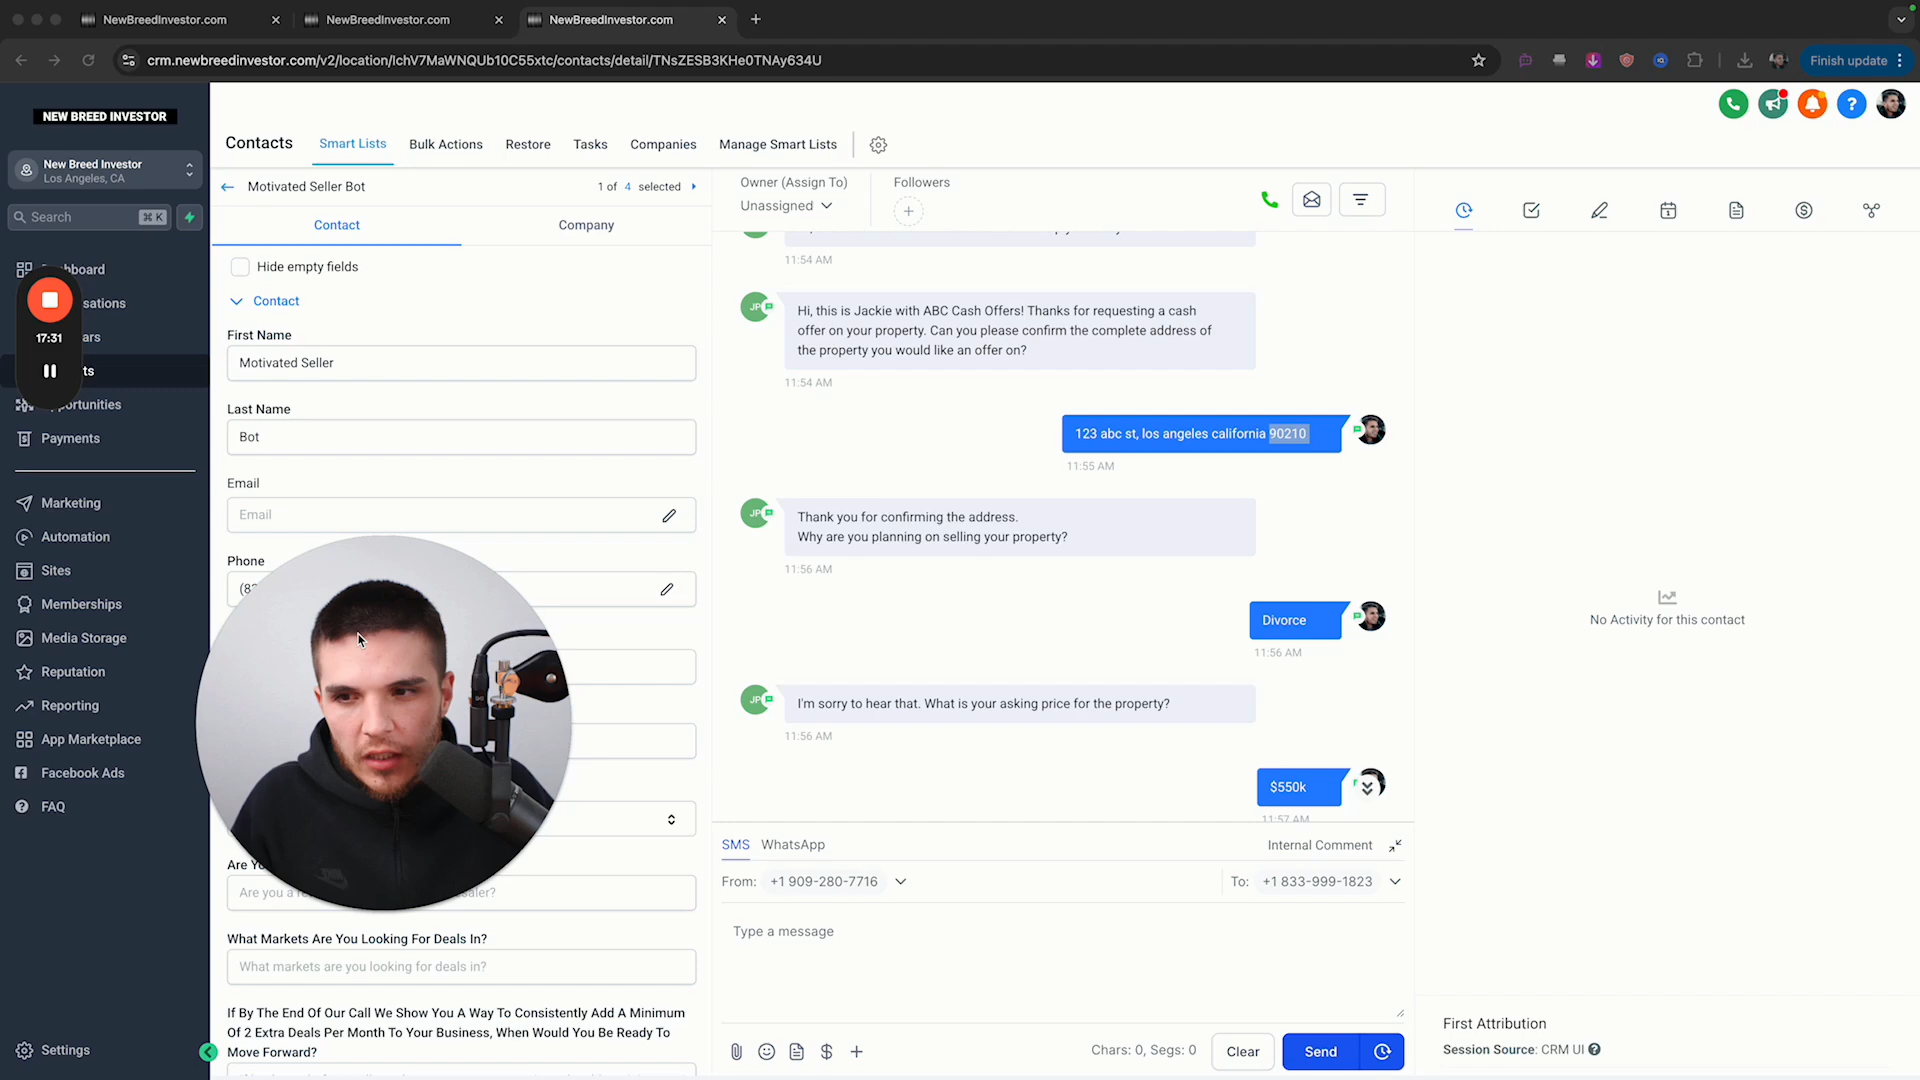 NewBreedInvestor.com
NewBreedInvestor.com
NewBreedInvestor.com
crm.newbreedinvestor.com/v2/location/IchV7MaWNQUb10C55xtc/contacts/detail/TNsZESB3KHe0TNAy634U
Finish update
NEW BREED INVESTOR
New Breed Investor
Los Angeles, CA
Search
⌘ K
17:31
Payments
Marketing
Automation
Sites
Memberships
Media Storage
Reputation
Reporting
App Marketplace
Facebook Ads
FAQ
Settings
Contacts
Smart Lists
Bulk Actions
Restore
Tasks
Companies
Manage Smart Lists
Motivated Seller Bot
1 of 4 selected
Contact
Company
Hide empty fields
Contact
First Name
Motivated Seller
Last Name
Bot
Email
Email
Phone
What Markets Are You Looking For Deals In?
What markets are you looking for deals in?
If By The End Of Our Call We Show You A Way To Consistently Add A Minimum
Of 2 Extra Deals Per Month To Your Business, When Would You Be Ready To
Move Forward?
Owner (Assign To)
Unassigned
Followers
11:54 AM
JP
Hi, this is Jackie with ABC Cash Offers! Thanks for requesting a cash
offer on your property. Can you please confirm the complete address of
the property you would like an offer on?
11:54 AM
123 abc st, los angeles california 90210
11:55 AM
JP
Thank you for confirming the address.
Why are you planning on selling your property?
11:56 AM
Divorce
11:56 AM
JP
I'm sorry to hear that. What is your asking price for the property?
11:56 AM
$550k
11:57 AM
SMS
WhatsApp
Internal Comment
From: +1 909-280-7716
To: +1 833-999-1823
Type a message
Chars: 0, Segs: 0
Clear
Send
No Activity for this contact
First Attribution
Session Source: CRM UI